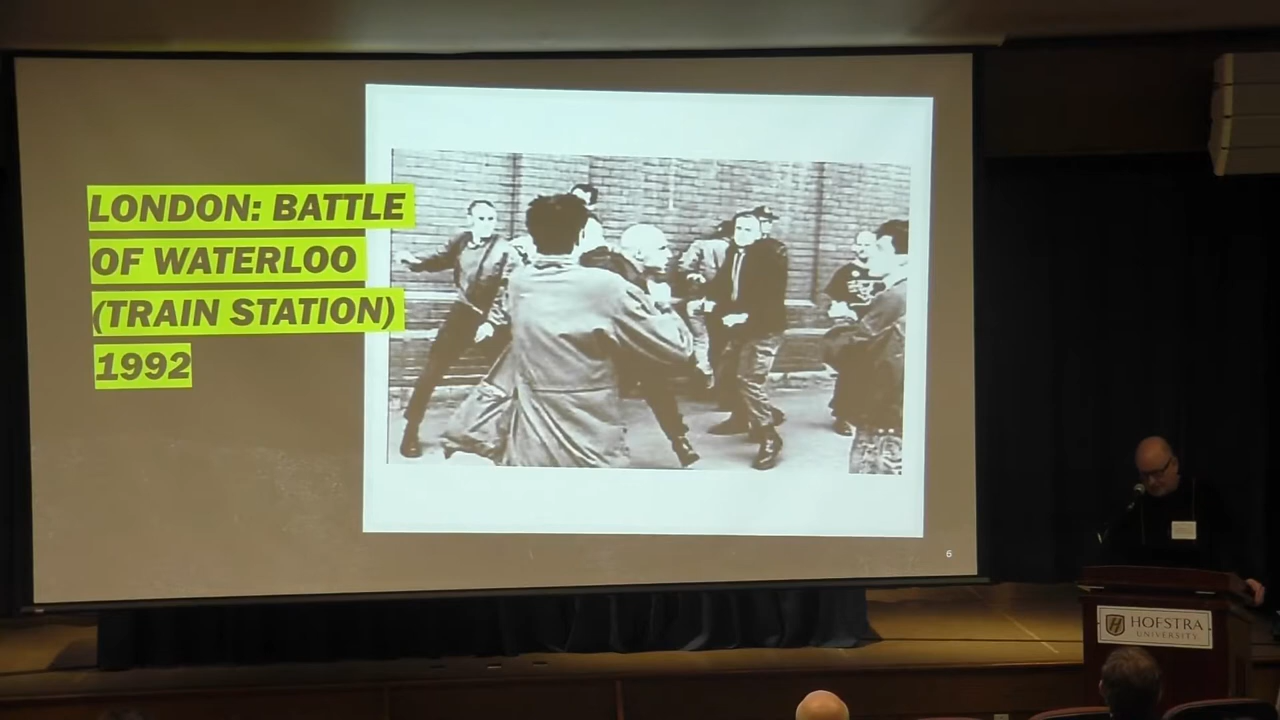 LONDON: BATTLE
OF WATERLOO
(TRAIN STATION)
1992
6
HOFSTRA
UNIVERSITY